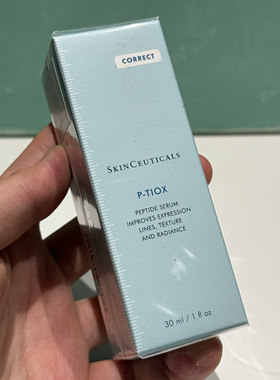 CORRECT
SKINCEUTICALS
P-TIOX
PEPTIDE SERUM
IMPROVES EXPRESSION
LINES, TEXTURE
AND RADIANCE
30 ml / 1 fl oz